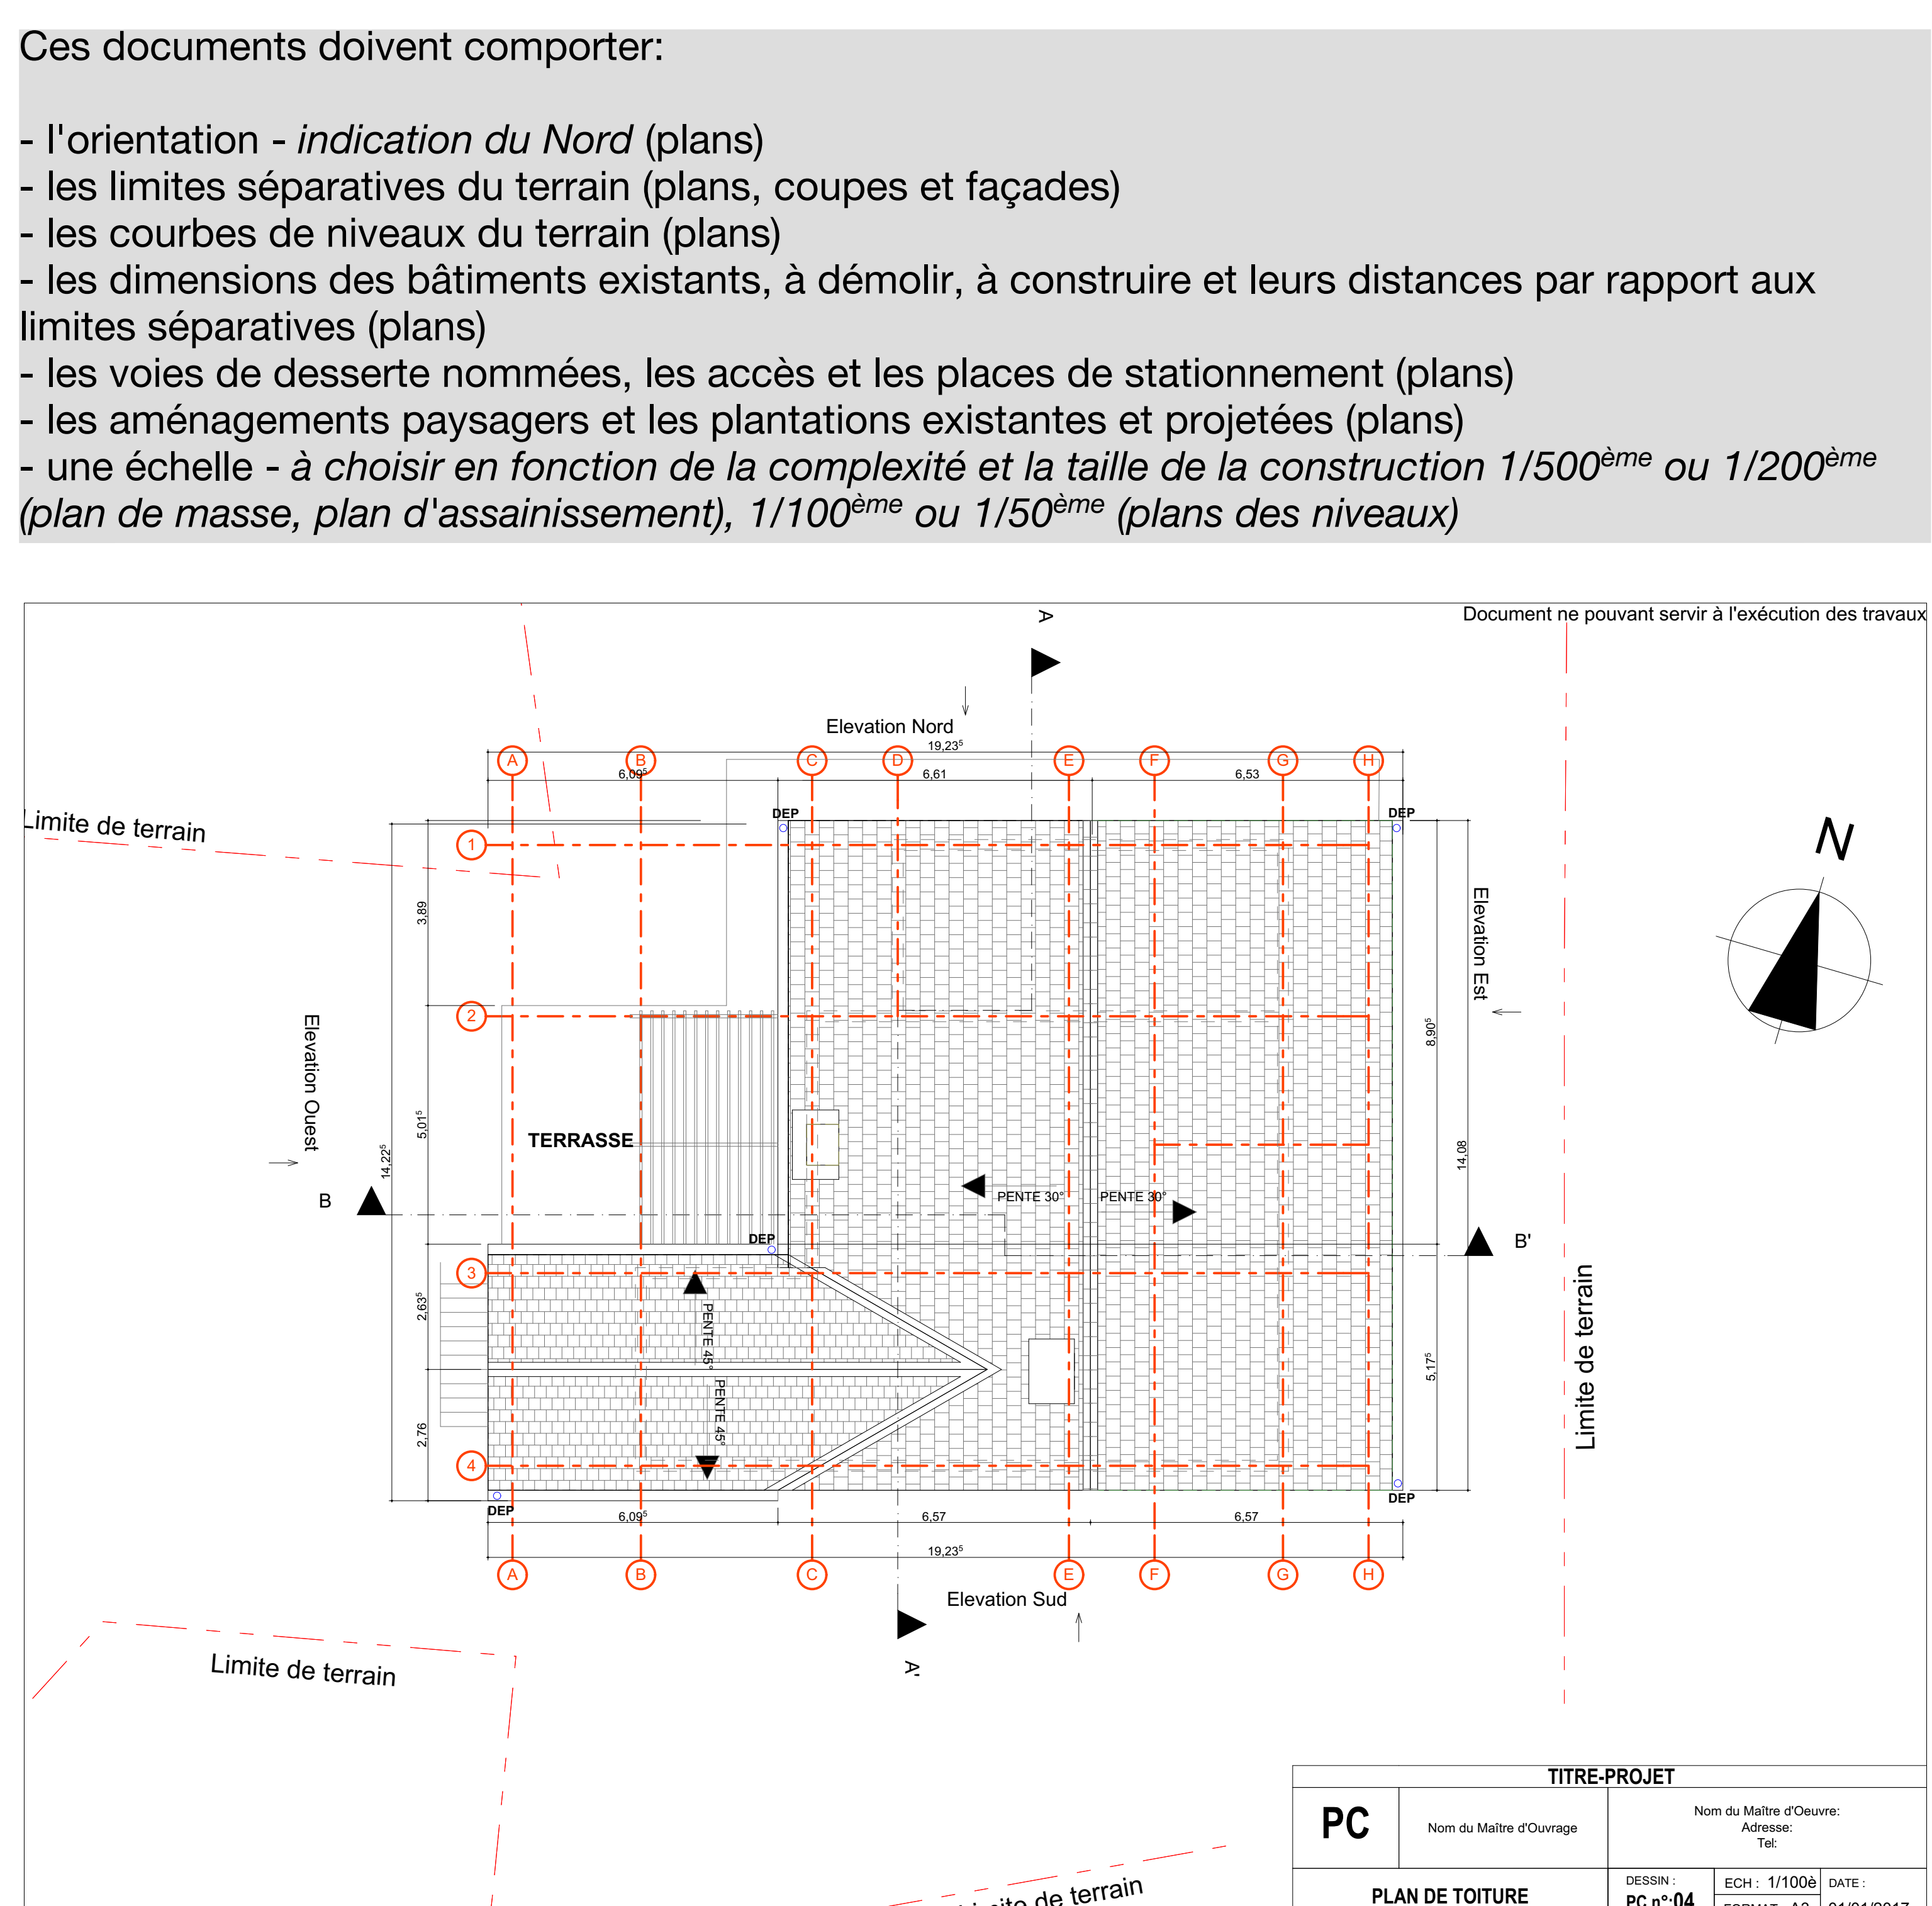 Ces documents doivent comporter:
- l'orientation - indication du Nord (plans)
- les limites séparatives du terrain (plans, coupes et façades)
- les courbes de niveaux du terrain (plans)
- les dimensions des bâtiments existants, à démolir, à construire et leurs distances par rapport aux
limites séparatives (plans)
- les voies de desserte nommées, les accès et les places de stationnement (plans)
- les aménagements paysagers et les plantations existantes et projetées (plans)
- une échelle - à choisir en fonction de la complexité et la taille de la construction 1/500ème ou 1/200ème
(plan de masse, plan d'assainissement), 1/100ème ou 1/50ème (plans des niveaux)
Document ne pouvant servir à l'exécution des travaux
A
Elevation Nord
19,23⁵
A B C D E F G H
6,09⁵ 6,61 6,53
DEP DEP
Limite de terrain
N
1
3,89
Elevation Est
2
Elevation Ouest
8,90⁵
5,01⁵
TERRASSE
14,22⁵
14,08
B
PENTE 30° PENTE 30°
DEP
B'
3
2,63⁵
PENTE 45°
PENTE 45°
Limite de terrain
5,17⁵
2,76
4
DEP DEP
6,09⁵ 6,57 6,57
19,23⁵
A B C E F G H
Elevation Sud
A'
Limite de terrain
TITRE-PROJET
PC
Nom du Maître d'Ouvrage
Nom du Maître d'Oeuvre:
Adresse:
Tel:
PLAN DE TOITURE
DESSIN :
PC n°:04
ECH : 1/100è
DATE :
FORMAT : A3
01/01/2017
de terrain